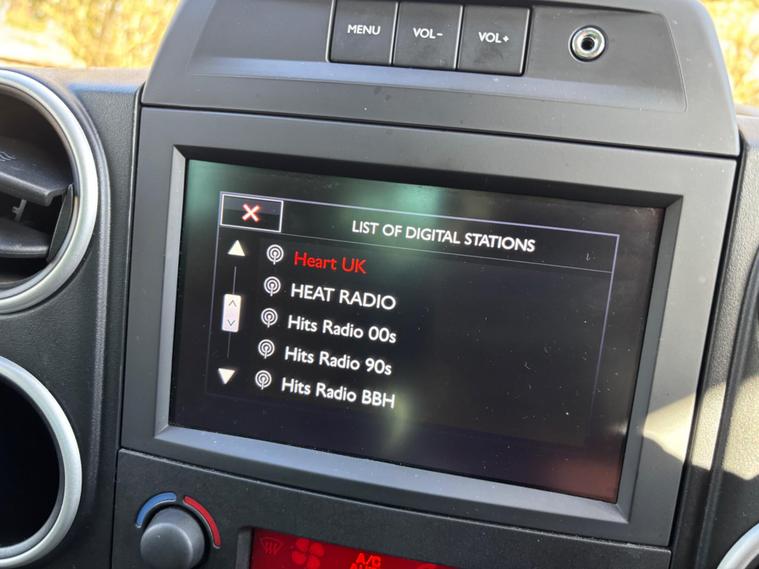 MENU VOL- VOL+
LIST OF DIGITAL STATIONS
Heart UK
HEAT RADIO
Hits Radio 00s
Hits Radio 90s
Hits Radio BBH
A/C